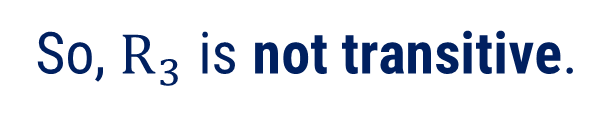 So, R₃ is not transitive.